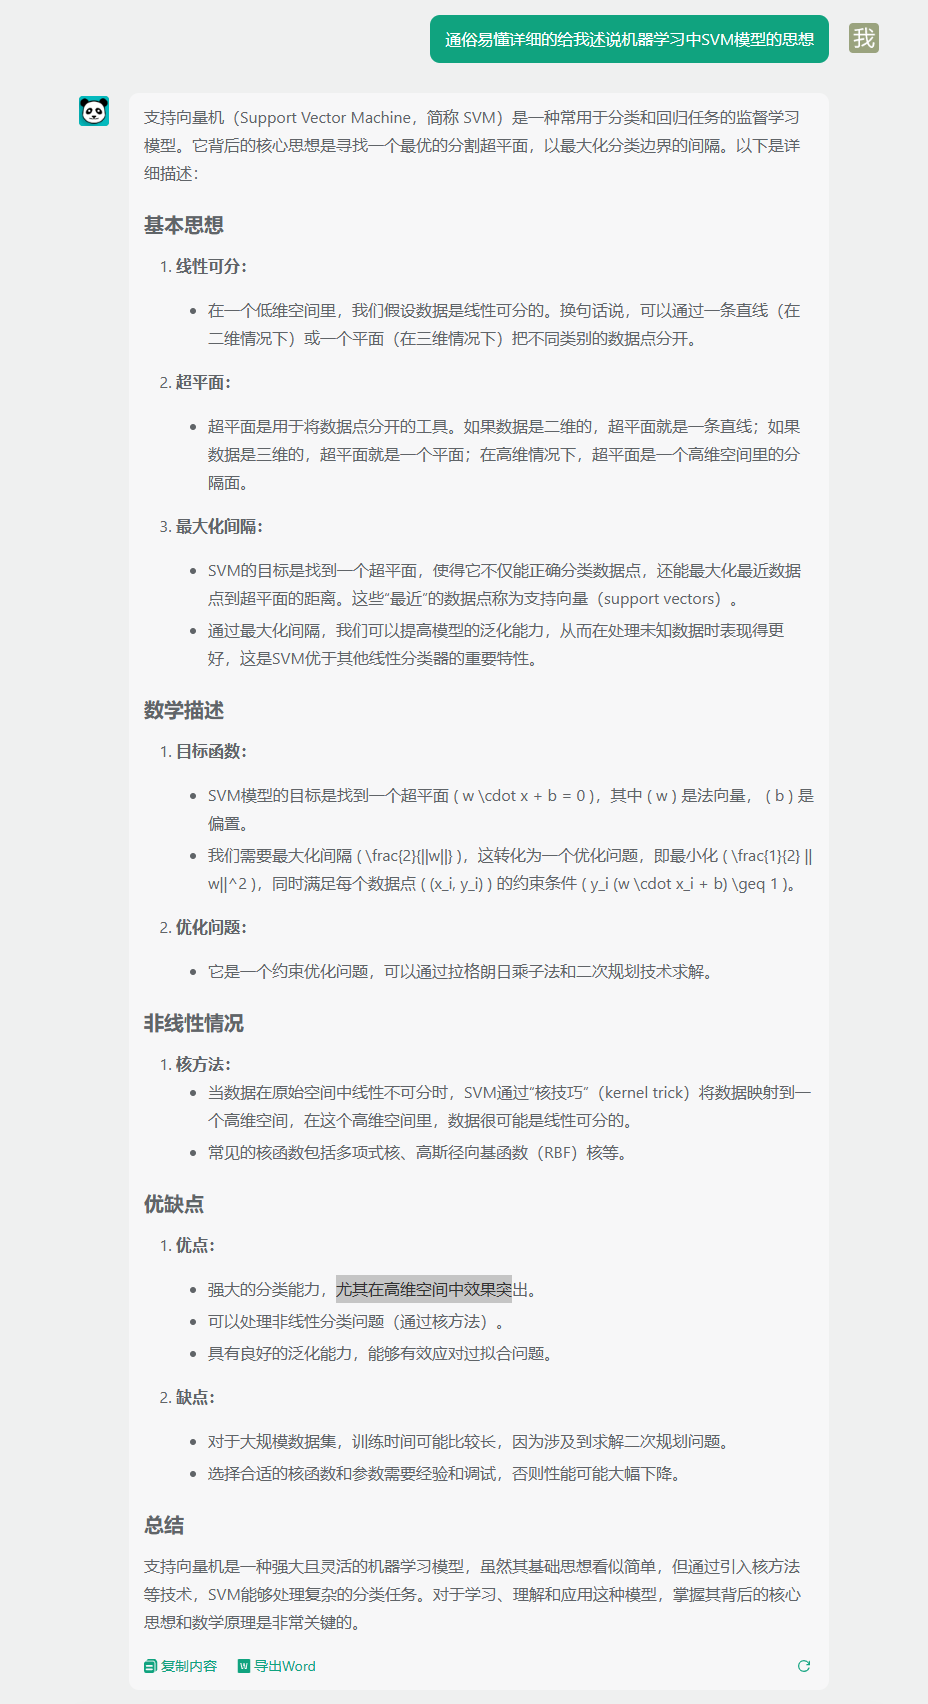 通俗易懂详细的给我述说机器学习中SVM模型的思想
我
支持向量机（Support Vector Machine，简称 SVM）是一种常用于分类和回归任务的监督学习
模型。它背后的核心思想是寻找一个最优的分割超平面，以最大化分类边界的间隔。以下是详
细描述：
基本思想
1. 线性可分：
• 在一个低维空间里，我们假设数据是线性可分的。换句话说，可以通过一条直线（在
二维情况下）或一个平面（在三维情况下）把不同类别的数据点分开。
2. 超平面：
• 超平面是用于将数据点分开的工具。如果数据是二维的，超平面就是一条直线；如果
数据是三维的，超平面就是一个平面；在高维情况下，超平面是一个高维空间里的分
隔面。
3. 最大化间隔：
• SVM的目标是找到一个超平面，使得它不仅能正确分类数据点，还能最大化最近数据
点到超平面的距离。这些“最近”的数据点称为支持向量（support vectors）。
• 通过最大化间隔，我们可以提高模型的泛化能力，从而在处理未知数据时表现得更
好，这是SVM优于其他线性分类器的重要特性。
数学描述
1. 目标函数：
• SVM模型的目标是找到一个超平面 ( w \cdot x + b = 0 )，其中 ( w ) 是法向量， ( b ) 是
偏置。
• 我们需要最大化间隔 ( \frac{2}{||w||} )，这转化为一个优化问题，即最小化 ( \frac{1}{2} ||
w||^2 )，同时满足每个数据点 ( (x_i, y_i) ) 的约束条件 ( y_i (w \cdot x_i + b) \geq 1 )。
2. 优化问题：
• 它是一个约束优化问题，可以通过拉格朗日乘子法和二次规划技术求解。
非线性情况
1. 核方法：
• 当数据在原始空间中线性不可分时，SVM通过“核技巧”（kernel trick）将数据映射到一
个高维空间，在这个高维空间里，数据很可能是线性可分的。
• 常见的核函数包括多项式核、高斯径向基函数（RBF）核等。
优缺点
1. 优点：
• 强大的分类能力，尤其在高维空间中效果突出。
• 可以处理非线性分类问题（通过核方法）。
• 具有良好的泛化能力，能够有效应对过拟合问题。
2. 缺点：
• 对于大规模数据集，训练时间可能比较长，因为涉及到求解二次规划问题。
• 选择合适的核函数和参数需要经验和调试，否则性能可能大幅下降。
总结
支持向量机是一种强大且灵活的机器学习模型，虽然其基础思想看似简单，但通过引入核方法
等技术，SVM能够处理复杂的分类任务。对于学习、理解和应用这种模型，掌握其背后的核心
思想和数学原理是非常关键的。
复制内容 导出Word